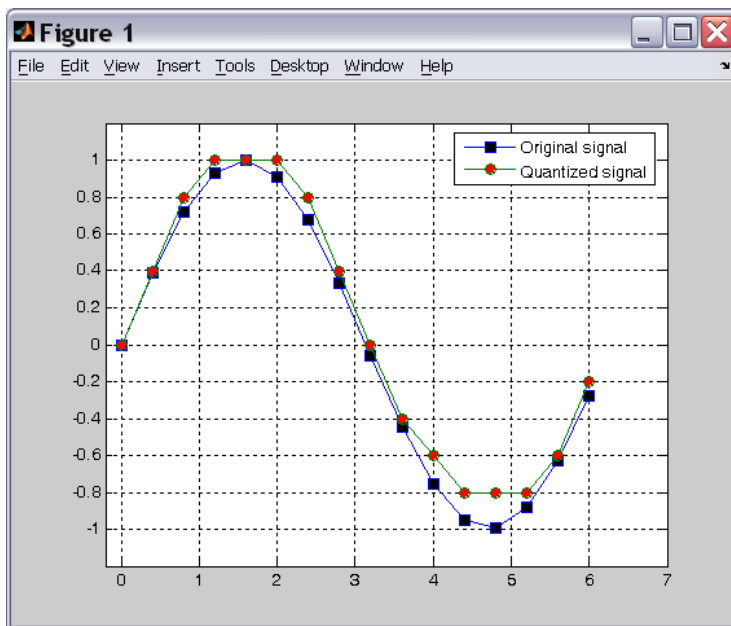 Figure 1
File Edit View Insert Tools Desktop Window Help
Original signal
Quantized signal
1
0.8
0.6
0.4
0.2
0
-0.2
-0.4
-0.6
-0.8
-1
0 1 2 3 4 5 6 7